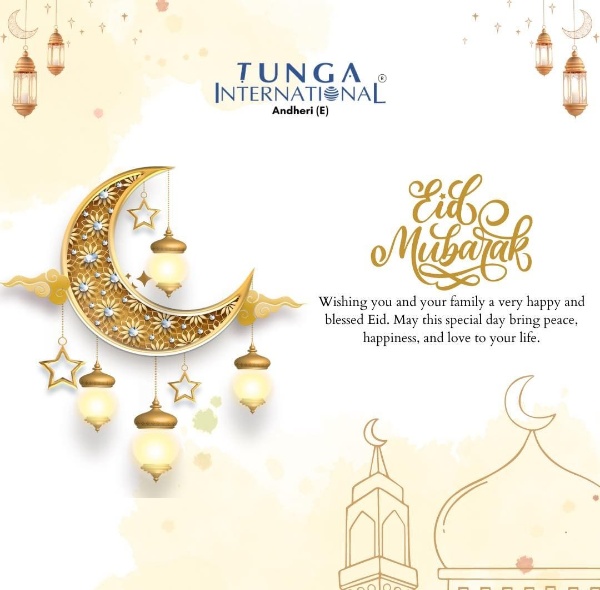 TUNGA
INTERNATIONAL®
Andheri (E)
Eid
Mubarak
Wishing you and your family a very happy and
blessed Eid. May this special day bring peace,
happiness, and love to your life.